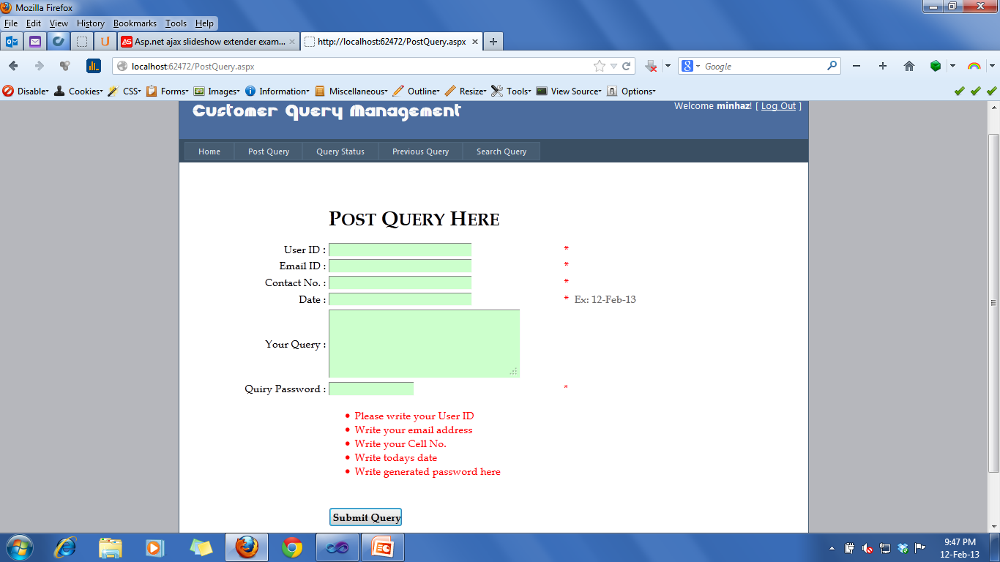 Mozilla Firefox
File Edit View History Bookmarks Tools Help
Asp.net ajax slideshow extender exam... http://localhost:62472/PostQuery.aspx
localhost:62472/PostQuery.aspx Google
Disable Cookies CSS Forms Images Information Miscellaneous Outline Resize Tools View Source Options
Customer Query Management Welcome minhaz! [ Log Out ]
Home Post Query Query Status Previous Query Search Query
Post Query Here
User ID : *
Email ID : *
Contact No. : *
Date : * Ex: 12-Feb-13
Your Query :
Quiry Password : *
• Please write your User ID
• Write your email address
• Write your Cell No.
• Write todays date
• Write generated password here
Submit Query
9:47 PM
12-Feb-13